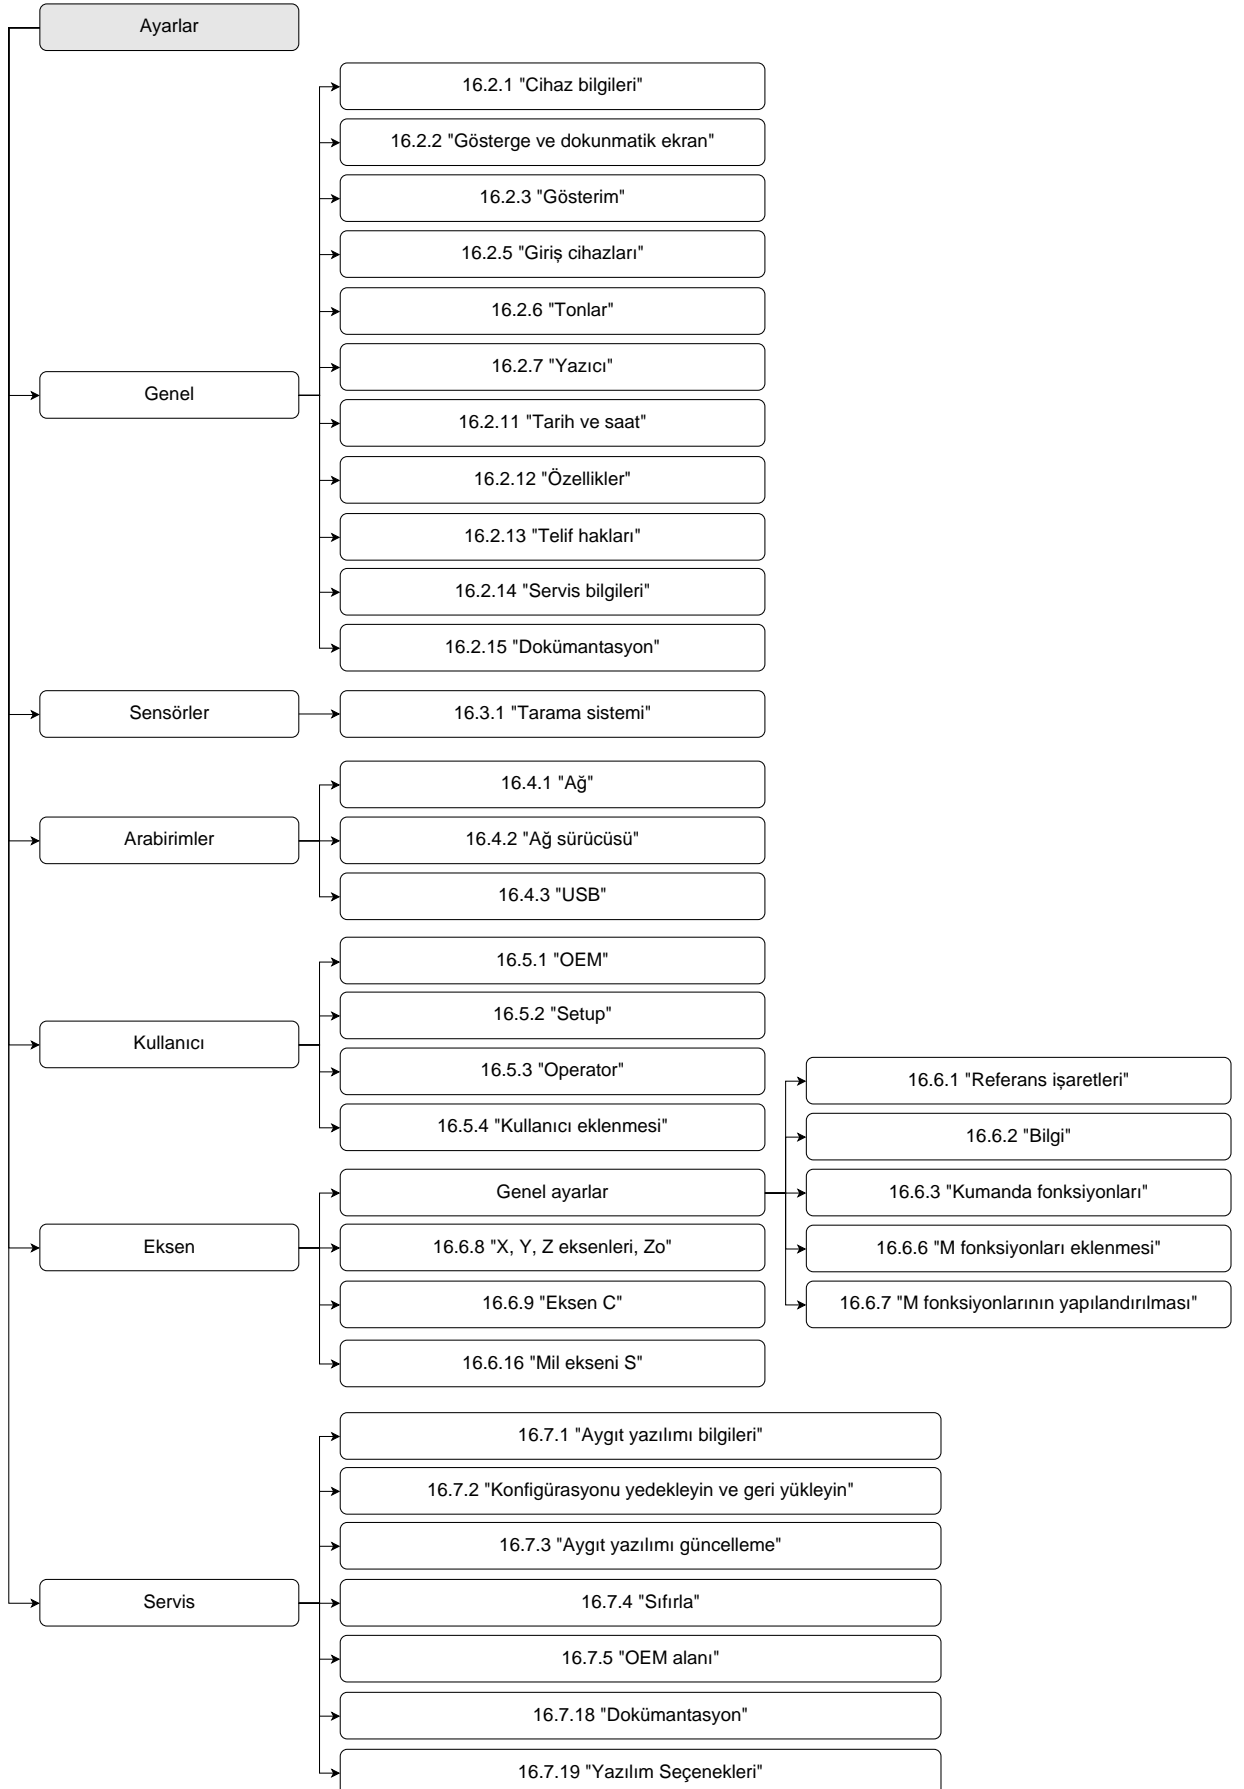 Ayarlar
16.2.1 "Cihaz bilgileri"
16.2.2 "Gösterge ve dokunmatik ekran"
16.2.3 "Gösterim"
16.2.5 "Giriş cihazları"
16.2.6 "Tonlar"
16.2.7 "Yazıcı"
Genel
16.2.11 "Tarih ve saat"
16.2.12 "Özellikler"
16.2.13 "Telif hakları"
16.2.14 "Servis bilgileri"
16.2.15 "Dokümantasyon"
Sensörler
16.3.1 "Tarama sistemi"
16.4.1 "Ağ"
Arabirimler
16.4.2 "Ağ sürücüsü"
16.4.3 "USB"
16.5.1 "OEM"
16.5.2 "Setup"
Kullanıcı
16.5.3 "Operator"
16.5.4 "Kullanıcı eklenmesi"
Genel ayarlar
16.6.1 "Referans işaretleri"
16.6.2 "Bilgi"
16.6.3 "Kumanda fonksiyonları"
16.6.6 "M fonksiyonları eklenmesi"
16.6.7 "M fonksiyonlarının yapılandırılması"
Eksen
16.6.8 "X, Y, Z eksenleri, Zo"
16.6.9 "Eksen C"
16.6.16 "Mil ekseni S"
16.7.1 "Aygıt yazılımı bilgileri"
16.7.2 "Konfigürasyonu yedekleyin ve geri yükleyin"
16.7.3 "Aygıt yazılımı güncelleme"
Servis
16.7.4 "Sıfırla"
16.7.5 "OEM alanı"
16.7.18 "Dokümantasyon"
16.7.19 "Yazılım Seçenekleri"